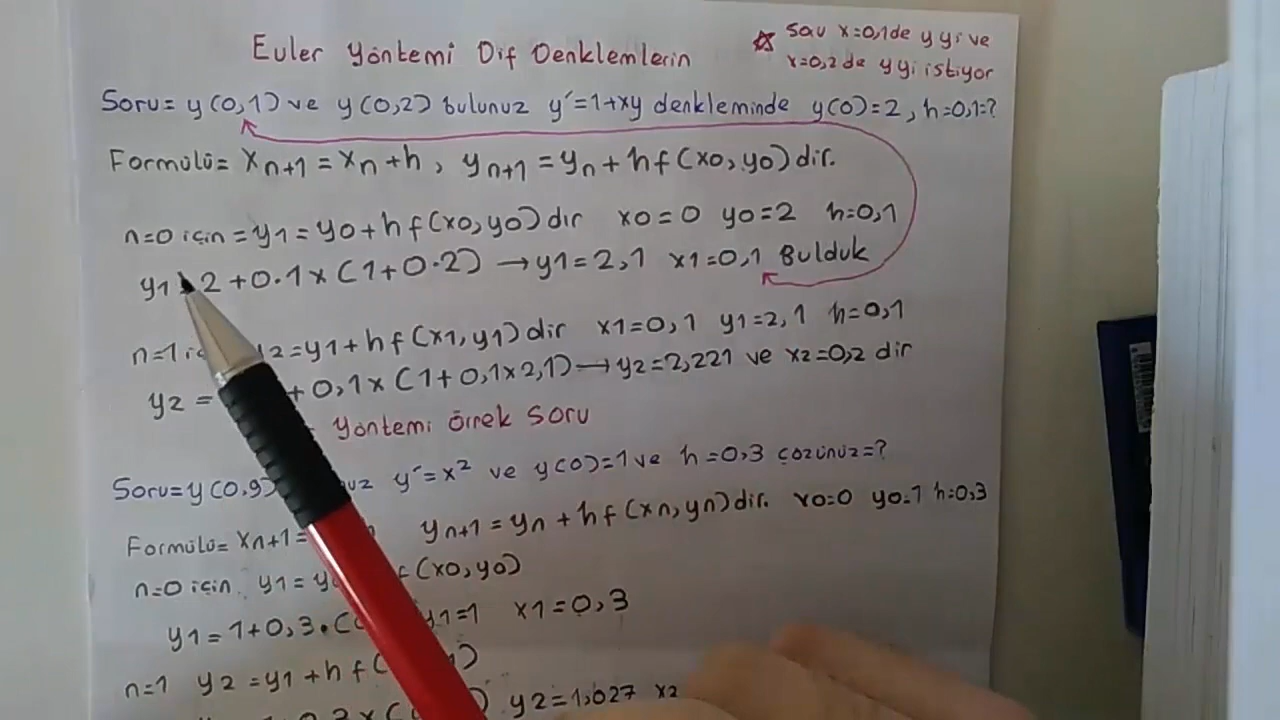 Euler Yöntemi Dif Denklemlerin
Sav x=0,1de y yi ve
x=0,2 de y yi istiyor
Soru= y(0,1) ve y(0,2) bulunuz y´=1+xy denkleminde y(0)=2, h=0,1=?
Formülü= xn+1 = xn+h, yn+1 = yn + hf(x0,y0) dir.
n=0 için = y1 = y0 + hf(x0,y0) dır x0=0 y0=2 h=0,1
y1 2 + 0.1 x (1+0.2) → y1=2,1 x1=0,1 Bulduk
n=1 2 = y1 + hf(x1,y1) dir x1=0,1 y1=2,1 h=0,1
y2 = + 0,1 x (1+0,1x2,1) → y2=2,221 ve x2=0,2 dir
Yöntemi Örnek Soru
Soru= y(0,9) y´=x² ve y(0)=1 ve h=0,3 çözünüz=?
Formülü= xn+1= yn+1 = yn + hf(xn,yn) dir. x0=0 y0=1 h=0,3
n=0 için y1 = f(x0,y0)
y1 = 1+0,3.( y1=1 x1=0,3
n=1 y2 = y1 + hf( )
y2=1,027 x2